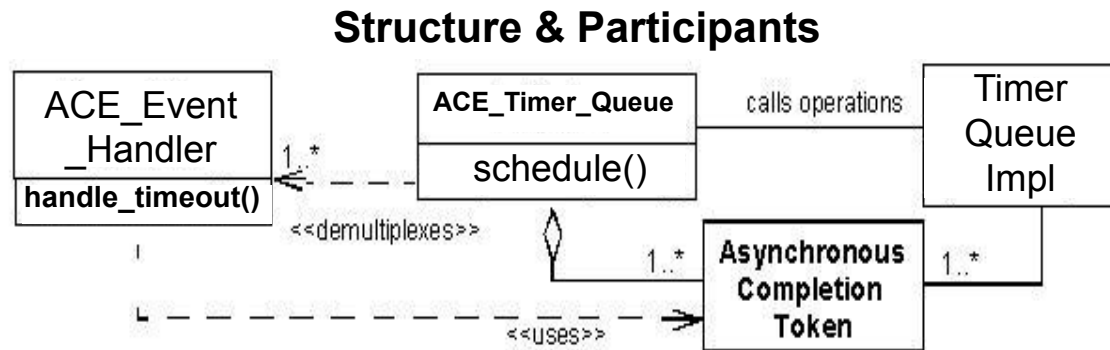 Structure & Participants
ACE_Event
_Handler
handle_timeout()
1..*
<<demultiplexes>>
ACE_Timer_Queue
schedule()
calls operations
Timer
Queue
Impl
1..*
Asynchronous
Completion
Token
1..*
<<uses>>